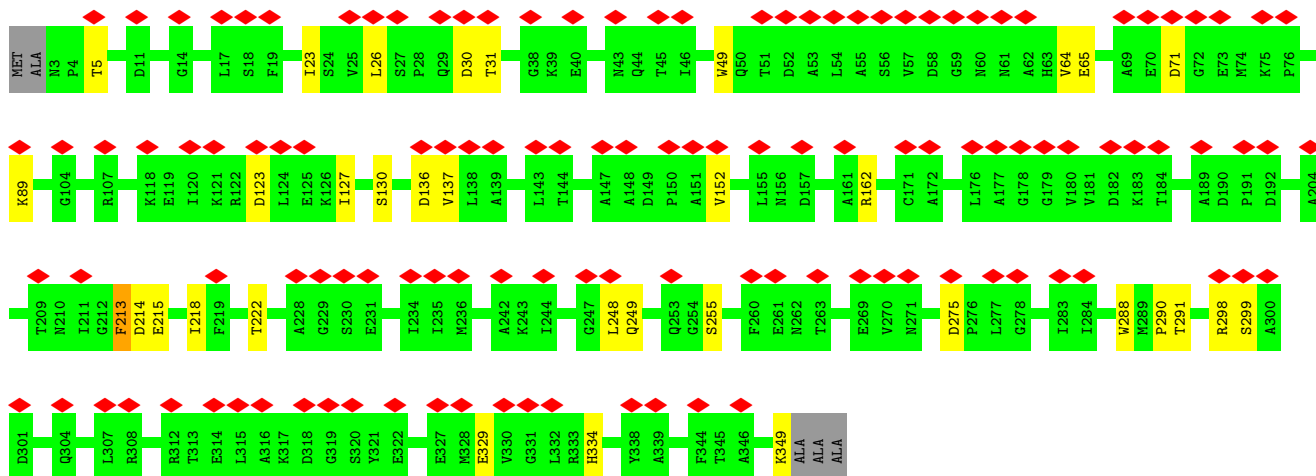 MET ALA N3 P4 T5 D11 G14 L17 S18 F19 I23 S24 V25 L26 S27 P28 Q29 D30 T31 G38 K39 E40 N43 Q44 T45 I46 W49 Q50 T51 D52 A53 L54 A55 S56 V57 D58 G59 N60 N61 A62 H63 V64 E65 A69 E70 D71 G72 E73 M74 K75 P76
K89 G104 R107 K118 E119 I120 K121 R122 D123 L124 E125 K126 I127 S130 D136 V137 L138 A139 L143 T144 A147 A148 D149 P150 A151 V152 L155 N156 D157 A161 R162 C171 A172 L176 A177 G178 G179 V180 V181 D182 K183 T184 A189 D190 P191 D192 A204
T209 N210 I211 G212 F213 D214 E215 I218 F219 T222 A228 G229 S230 E231 I234 I235 M236 A242 K243 I244 G247 L248 Q249 Q253 G254 S255 F260 E261 N262 T263 E269 V270 N271 D275 P276 L277 G278 I283 I284 W288 M289 P290 T291 R298 S299 A300
D301 Q304 L307 R308 R312 T313 E314 L315 A316 K317 D318 G319 S320 Y321 E322 E327 M328 E329 V330 G331 L332 R333 H334 Y338 A339 F344 T345 A346 K349 ALA ALA ALA